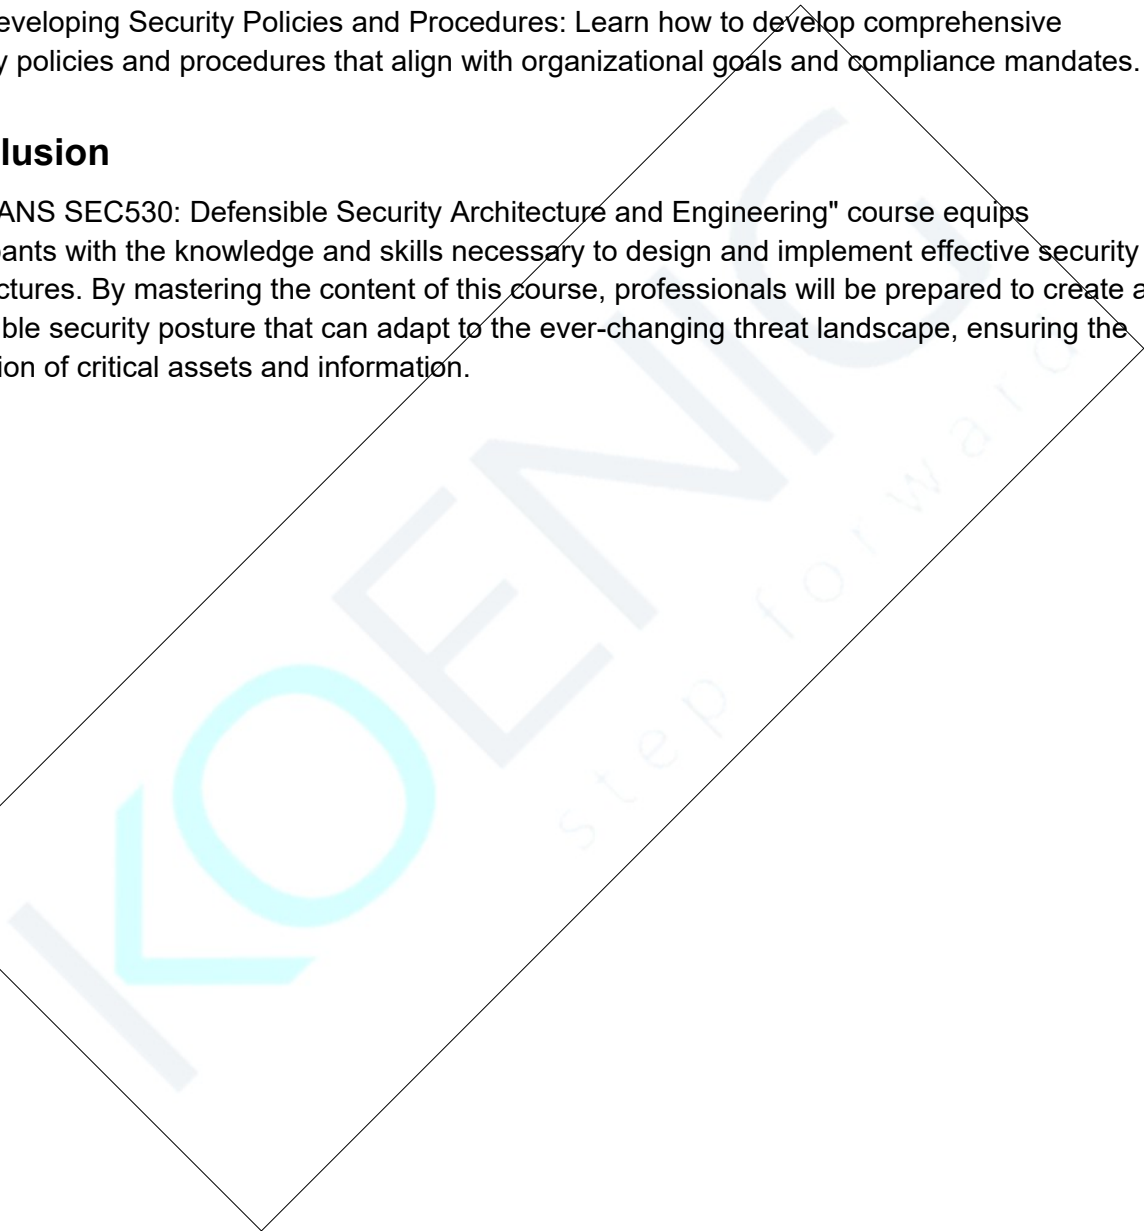 eveloping Security Policies and Procedures: Learn how to develop comprehensive
y policies and procedures that align with organizational goals and compliance mandates.
lusion
ANS SEC530: Defensible Security Architecture and Engineering" course equips
pants with the knowledge and skills necessary to design and implement effective security
ctures. By mastering the content of this course, professionals will be prepared to create a
ble security posture that can adapt to the ever-changing threat landscape, ensuring the
ion of critical assets and information.
KOENIG
step forward